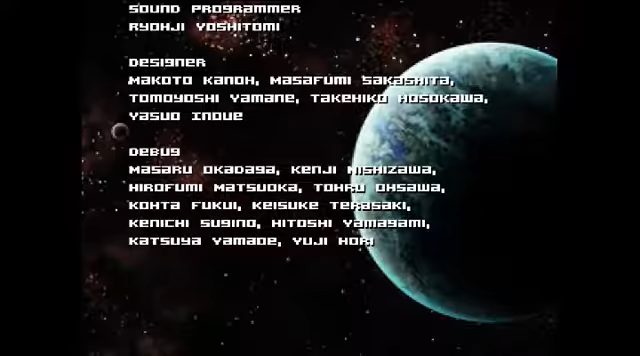 SOUND PROGRAMMER
RYOHJI YOSHITOMI
DESIGNER
MAKOTO KANOH, MASAFUMI SAKASHITA,
TOMOYOSHI YAMANE, TAKEHIKO HOSOKAWA,
YASUO INOUE
DEBUG
MASARU OKADAGA, KENJI NISHIZAWA,
HIROFUMI MATSUOKA, TOHRU OHSAWA,
KOHTA FUKUI, KEISUKE TERASAKI,
KENICHI SUGINO, HITOSHI YAMAGAMI,
KATSUYA YAMANO, YUJI HORI